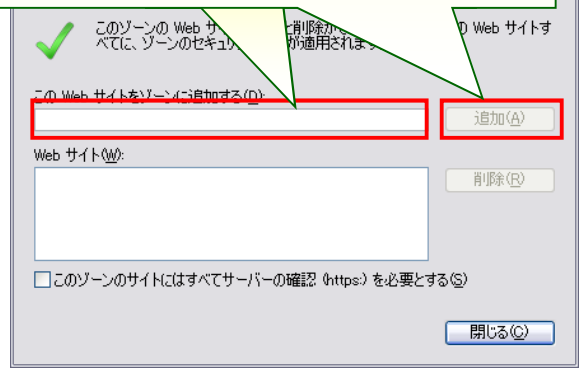 このゾーンの Web サ と削除が の Web サイトす
べてに、ゾーンのセキュリ が適用されます
この Web サイトをゾーンに追加する(D):
追加(A)
Web サイト(W):
削除(R)
このゾーンのサイトにはすべてサーバーの確認 (https:) を必要とする(S)
閉じる(C)